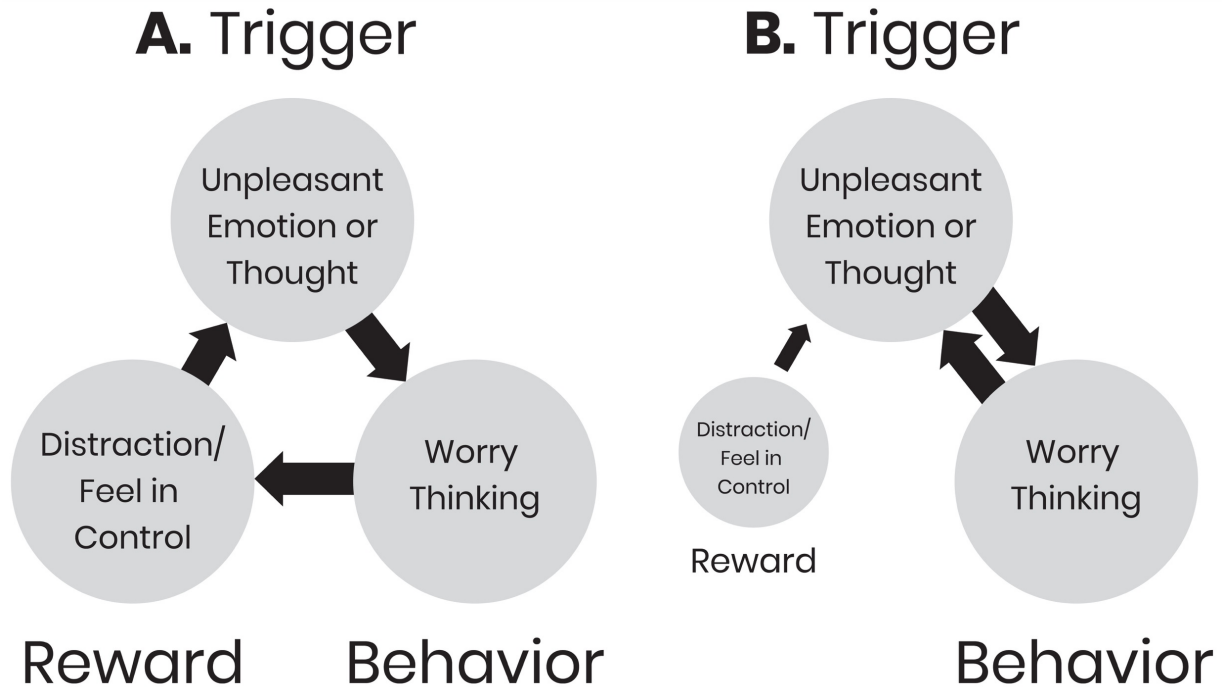 A. Trigger
Unpleasant
Emotion or
Thought
Distraction/
Feel in
Control
Worry
Thinking
Reward
Behavior
B. Trigger
Unpleasant
Emotion or
Thought
Distraction/
Feel in
Control
Reward
Worry
Thinking
Behavior